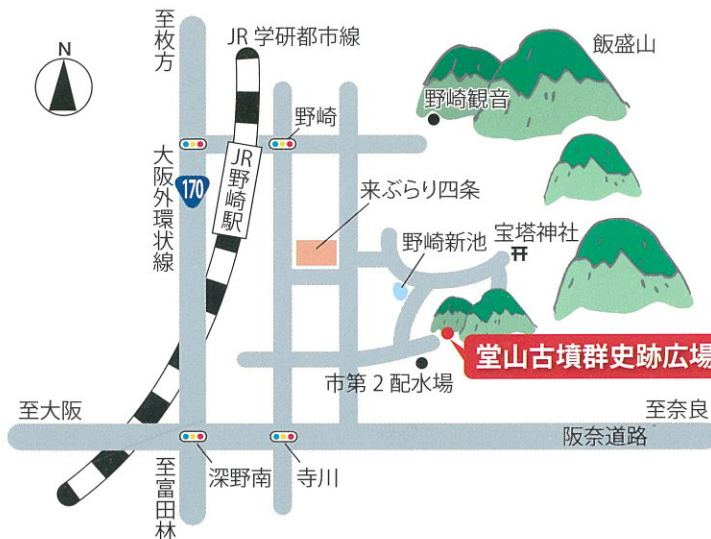 至枚方
JR 学研都市線
飯盛山
N
野崎観音
野崎
大阪外環状線
170
JR野崎駅
来ぶらり四条
野崎新池
宝塔神社
堂山古墳群史跡広場
市第2配水場
至大阪
至奈良
阪奈道路
至富田林
深野南
寺川